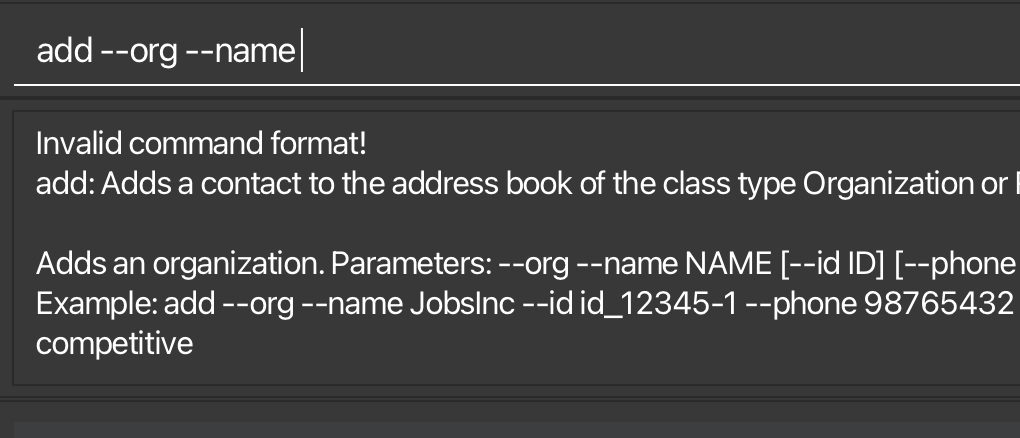 add --org --name
Invalid command format!
add: Adds a contact to the address book of the class type Organization or
Adds an organization. Parameters: --org --name NAME [--id ID] [--phone
Example: add --org --name JobsInc --id id_12345-1 --phone 98765432
competitive